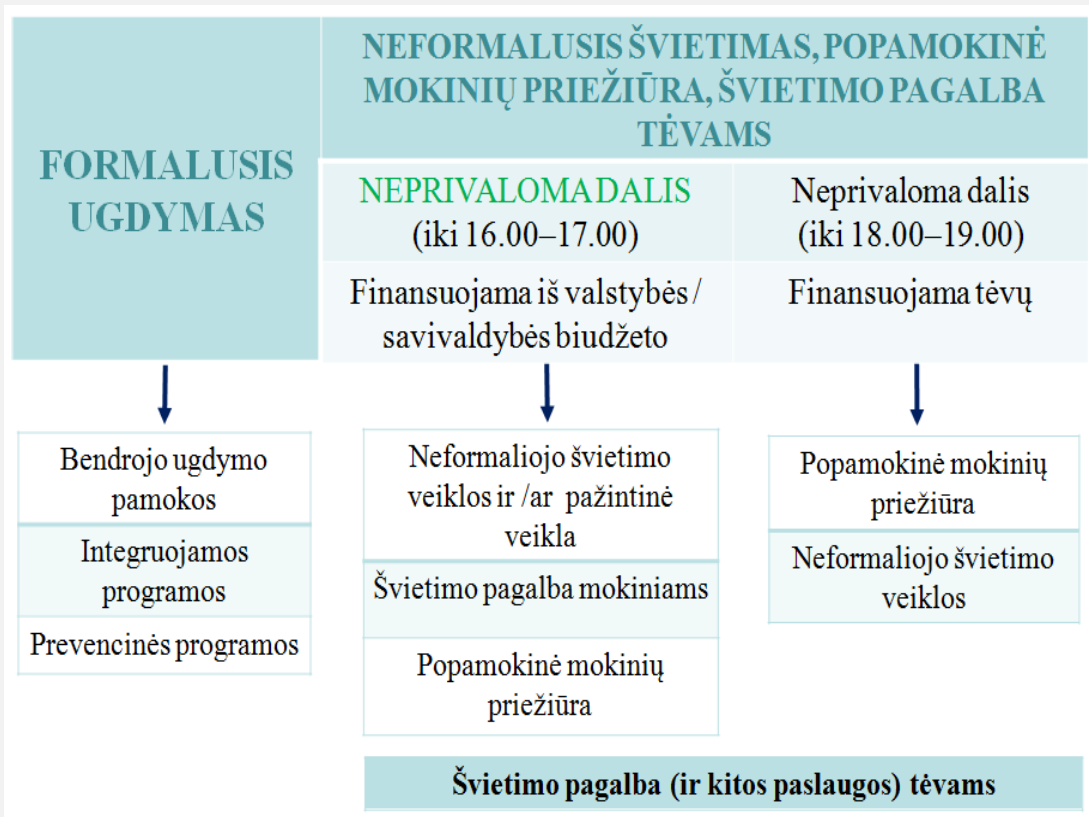 FORMALUSIS
UGDYMAS
NEFORMALUSIS ŠVIETIMAS, POPAMOKINĖ
MOKINIŲ PRIEŽIŪRA, ŠVIETIMO PAGALBA
TĖVAMS
NEPRIVALOMA DALIS
(iki 16.00–17.00)
Neprivaloma dalis
(iki 18.00–19.00)
Finansuojama iš valstybės /
savivaldybės biudžeto
Finansuojama tėvų
Bendrojo ugdymo
pamokos
Integruojamos
programos
Prevencinės programos
Neformaliojo švietimo
veiklos ir /ar pažintinė
veikla
Švietimo pagalba mokiniams
Popamokinė mokinių
priežiūra
Popamokinė mokinių
priežiūra
Neformaliojo švietimo
veiklos
Švietimo pagalba (ir kitos paslaugos) tėvams